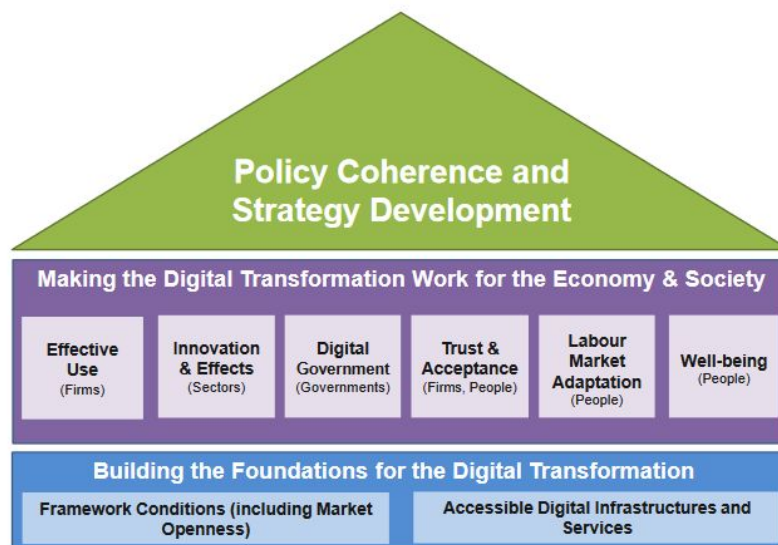 Policy Coherence and
Strategy Development
Making the Digital Transformation Work for the Economy & Society
Effective
Use
(Firms)
Innovation
& Effects
(Sectors)
Digital
Government
(Governments)
Trust &
Acceptance
(Firms, People)
Labour
Market
Adaptation
(People)
Well-being
(People)
Building the Foundations for the Digital Transformation
Framework Conditions (including Market
Openness)
Accessible Digital Infrastructures and
Services